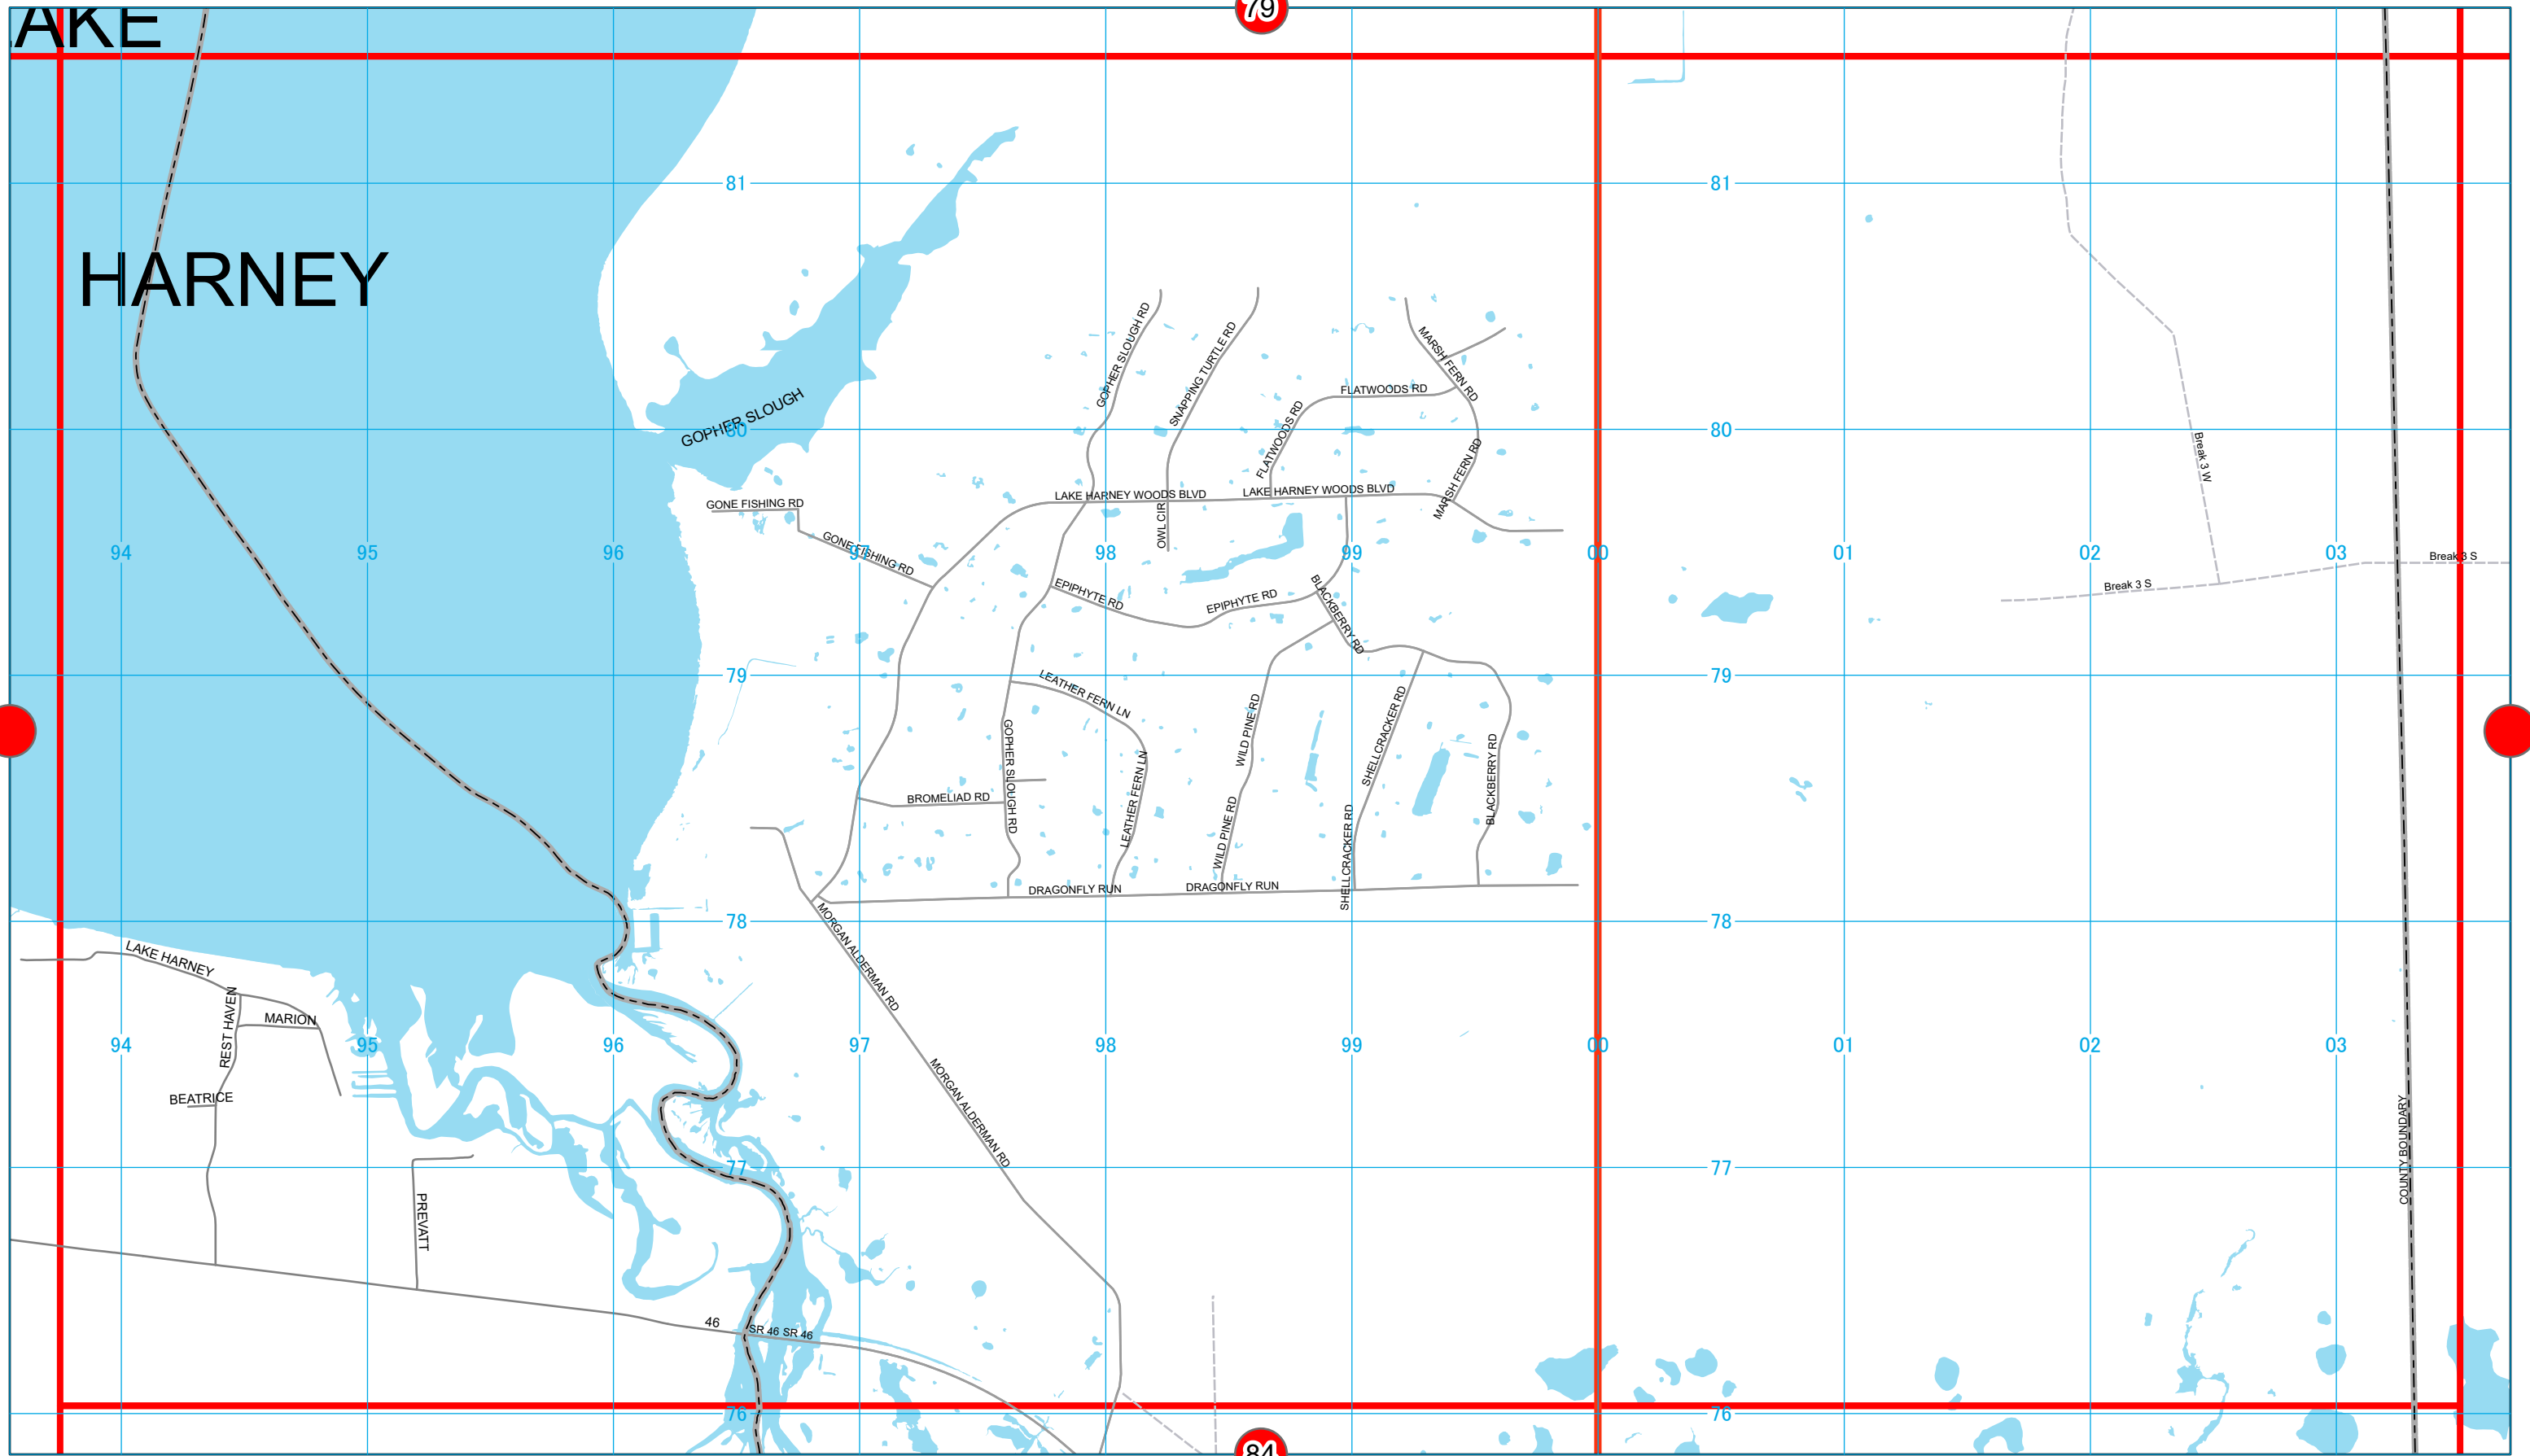 79
AKE
81
81
HARNEY
GOPHER SLOUGH RD
SNAPPING TURTLE RD
MARSH FERN RD
FLATWOODS RD
FLATWOODS RD
GOPHER SLOUGH
80
80
MARSH FERN RD
Break 3 W
LAKE HARNEY WOODS BLVD
LAKE HARNEY WOODS BLVD
GONE FISHING RD
OWL CIR
GONE FISHING RD
94
95
96
97
98
99
00
01
02
03
Break 3 S
Break 3 S
EPIPHYTE RD
EPIPHYTE RD
BLACKBERRY RD
79
79
LEATHER FERN LN
GOPHER SLOUGH RD
WILD PINE RD
SHELLCRACKER RD
BLACKBERRY RD
LEATHER FERN LN
BROMELIAD RD
WILD PINE RD
SHELLCRACKER RD
DRAGONFLY RUN
DRAGONFLY RUN
78
78
MORGAN ALDERMAN RD
LAKE HARNEY
REST HAVEN
MARION
94
95
96
97
98
99
00
01
02
03
BEATRICE
MORGAN ALDERMAN RD
COUNTY BOUNDARY
77
77
PREVATT
46
SR 46 SR 46
76
76
84